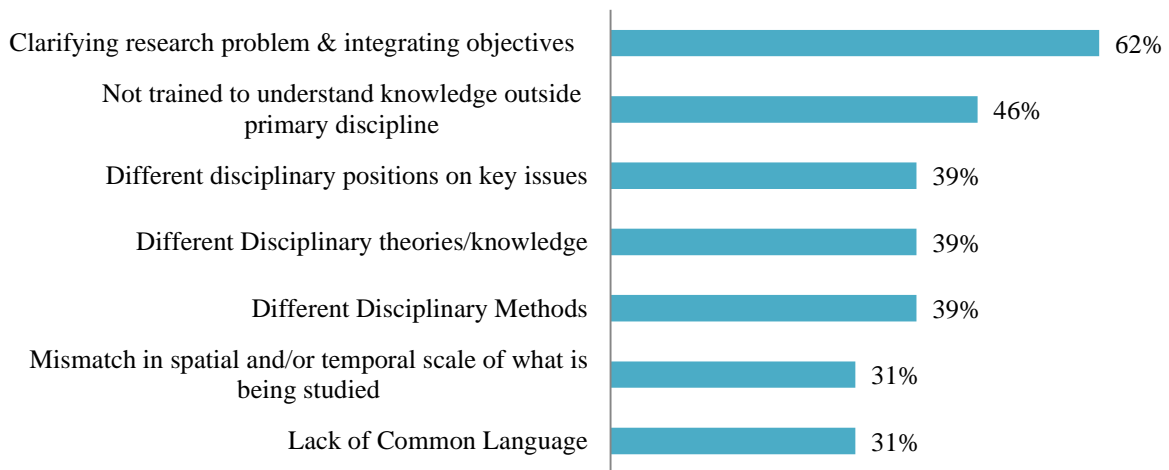 Clarifying research problem & integrating objectives
62%
Not trained to understand knowledge outside
primary discipline
46%
Different disciplinary positions on key issues
39%
Different Disciplinary theories/knowledge
39%
Different Disciplinary Methods
39%
Mismatch in spatial and/or temporal scale of what is
being studied
31%
Lack of Common Language
31%